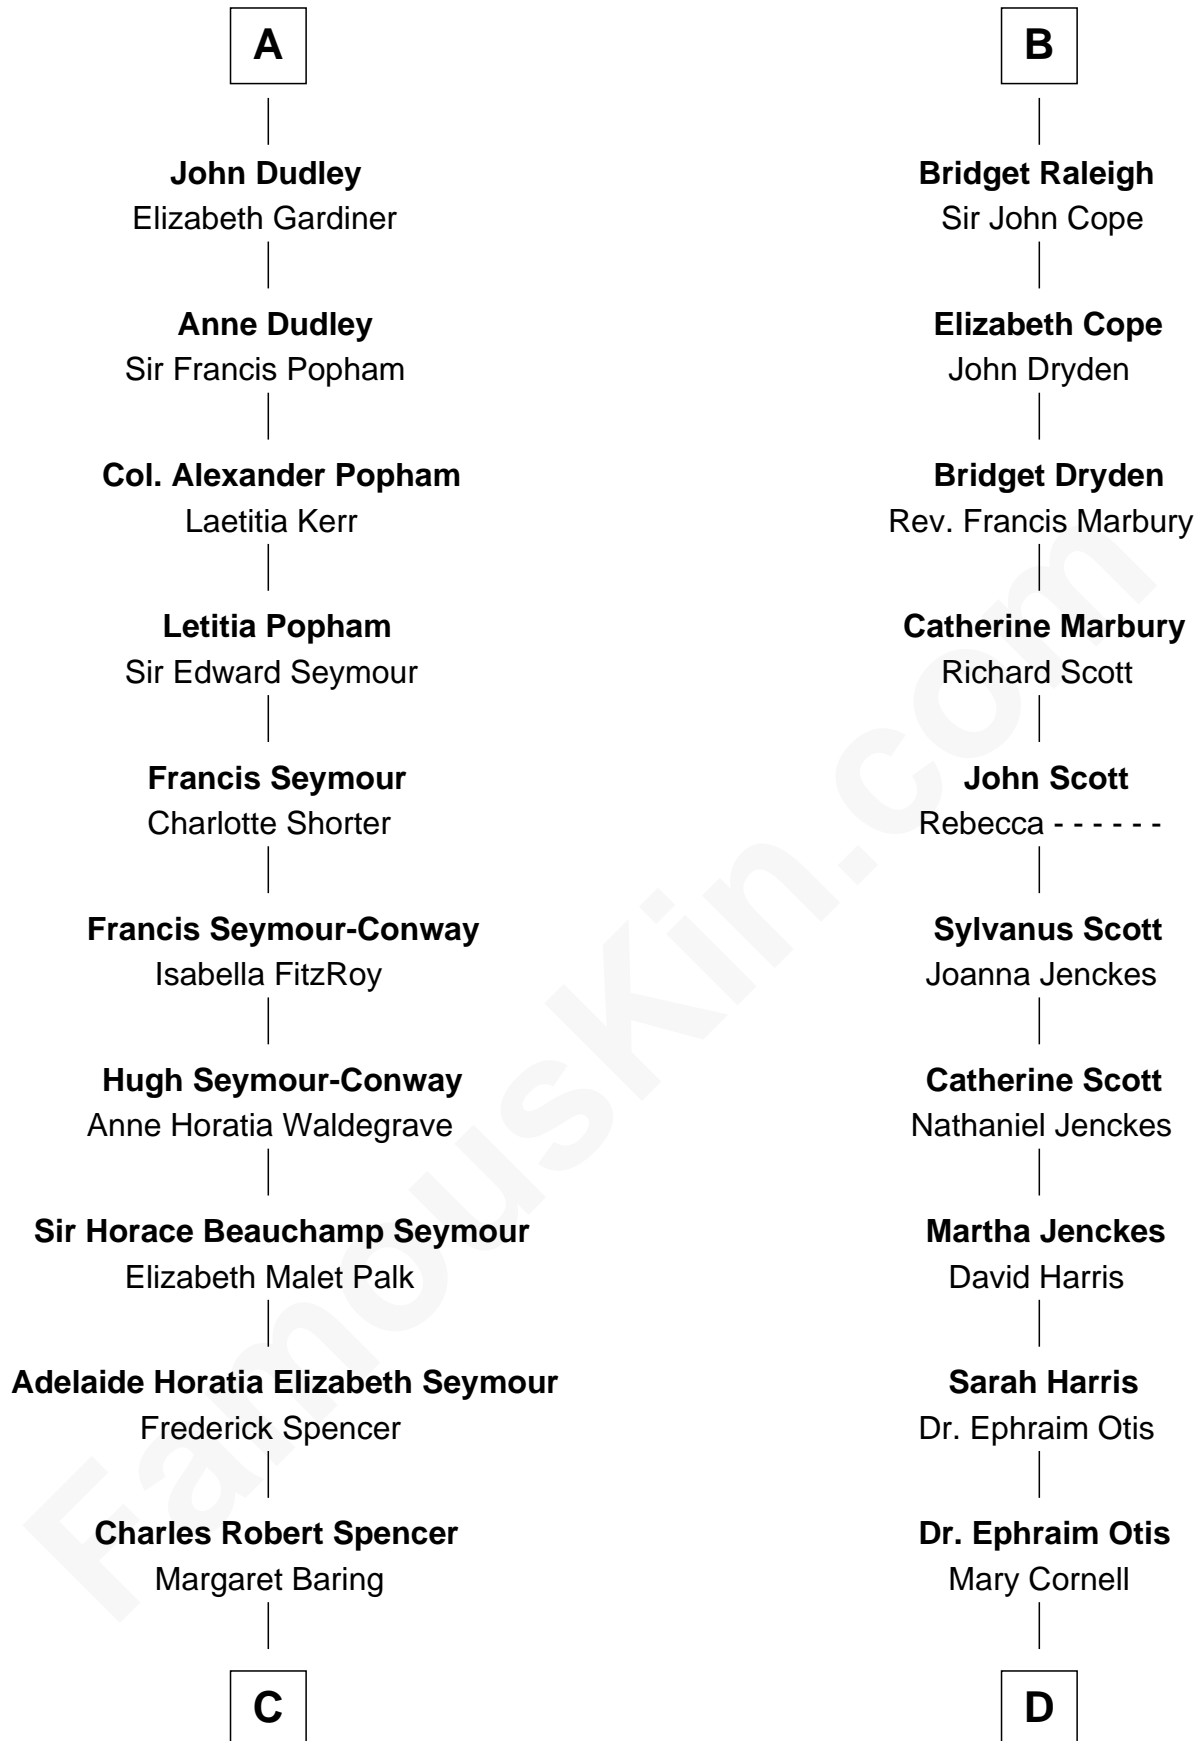 A
John Dudley
Elizabeth Gardiner
Anne Dudley
Sir Francis Popham
Col. Alexander Popham
Laetitia Kerr
Letitia Popham
Sir Edward Seymour
Francis Seymour
Charlotte Shorter
Francis Seymour-Conway
Isabella FitzRoy
Hugh Seymour-Conway
Anne Horatia Waldegrave
Sir Horace Beauchamp Seymour
Elizabeth Malet Palk
Adelaide Horatia Elizabeth Seymour
Frederick Spencer
Charles Robert Spencer
Margaret Baring
C
B
Bridget Raleigh
Sir John Cope
Elizabeth Cope
John Dryden
Bridget Dryden
Rev. Francis Marbury
Catherine Marbury
Richard Scott
John Scott
Rebecca - - - - - -
Sylvanus Scott
Joanna Jenckes
Catherine Scott
Nathaniel Jenckes
Martha Jenckes
David Harris
Sarah Harris
Dr. Ephraim Otis
Dr. Ephraim Otis
Mary Cornell
D
FamousKin.com